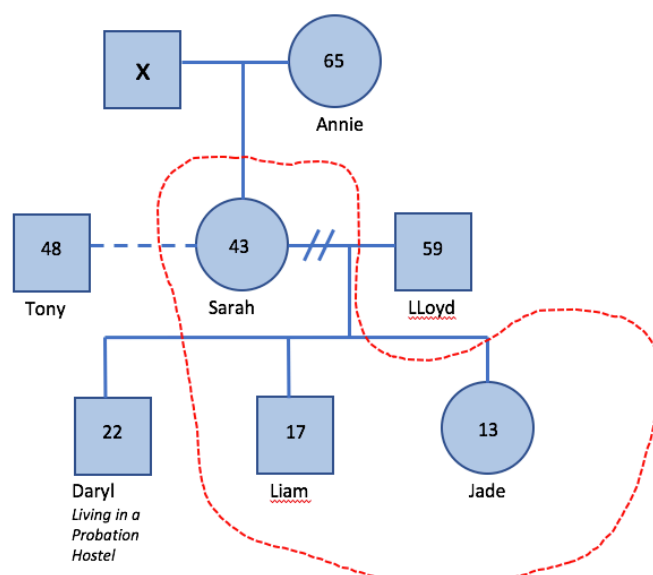 X
65
Annie
48
43
59
Tony
Sarah
LLoyd
22
17
13
Daryl
Liam
Jade
Living in a
Probation
Hostel